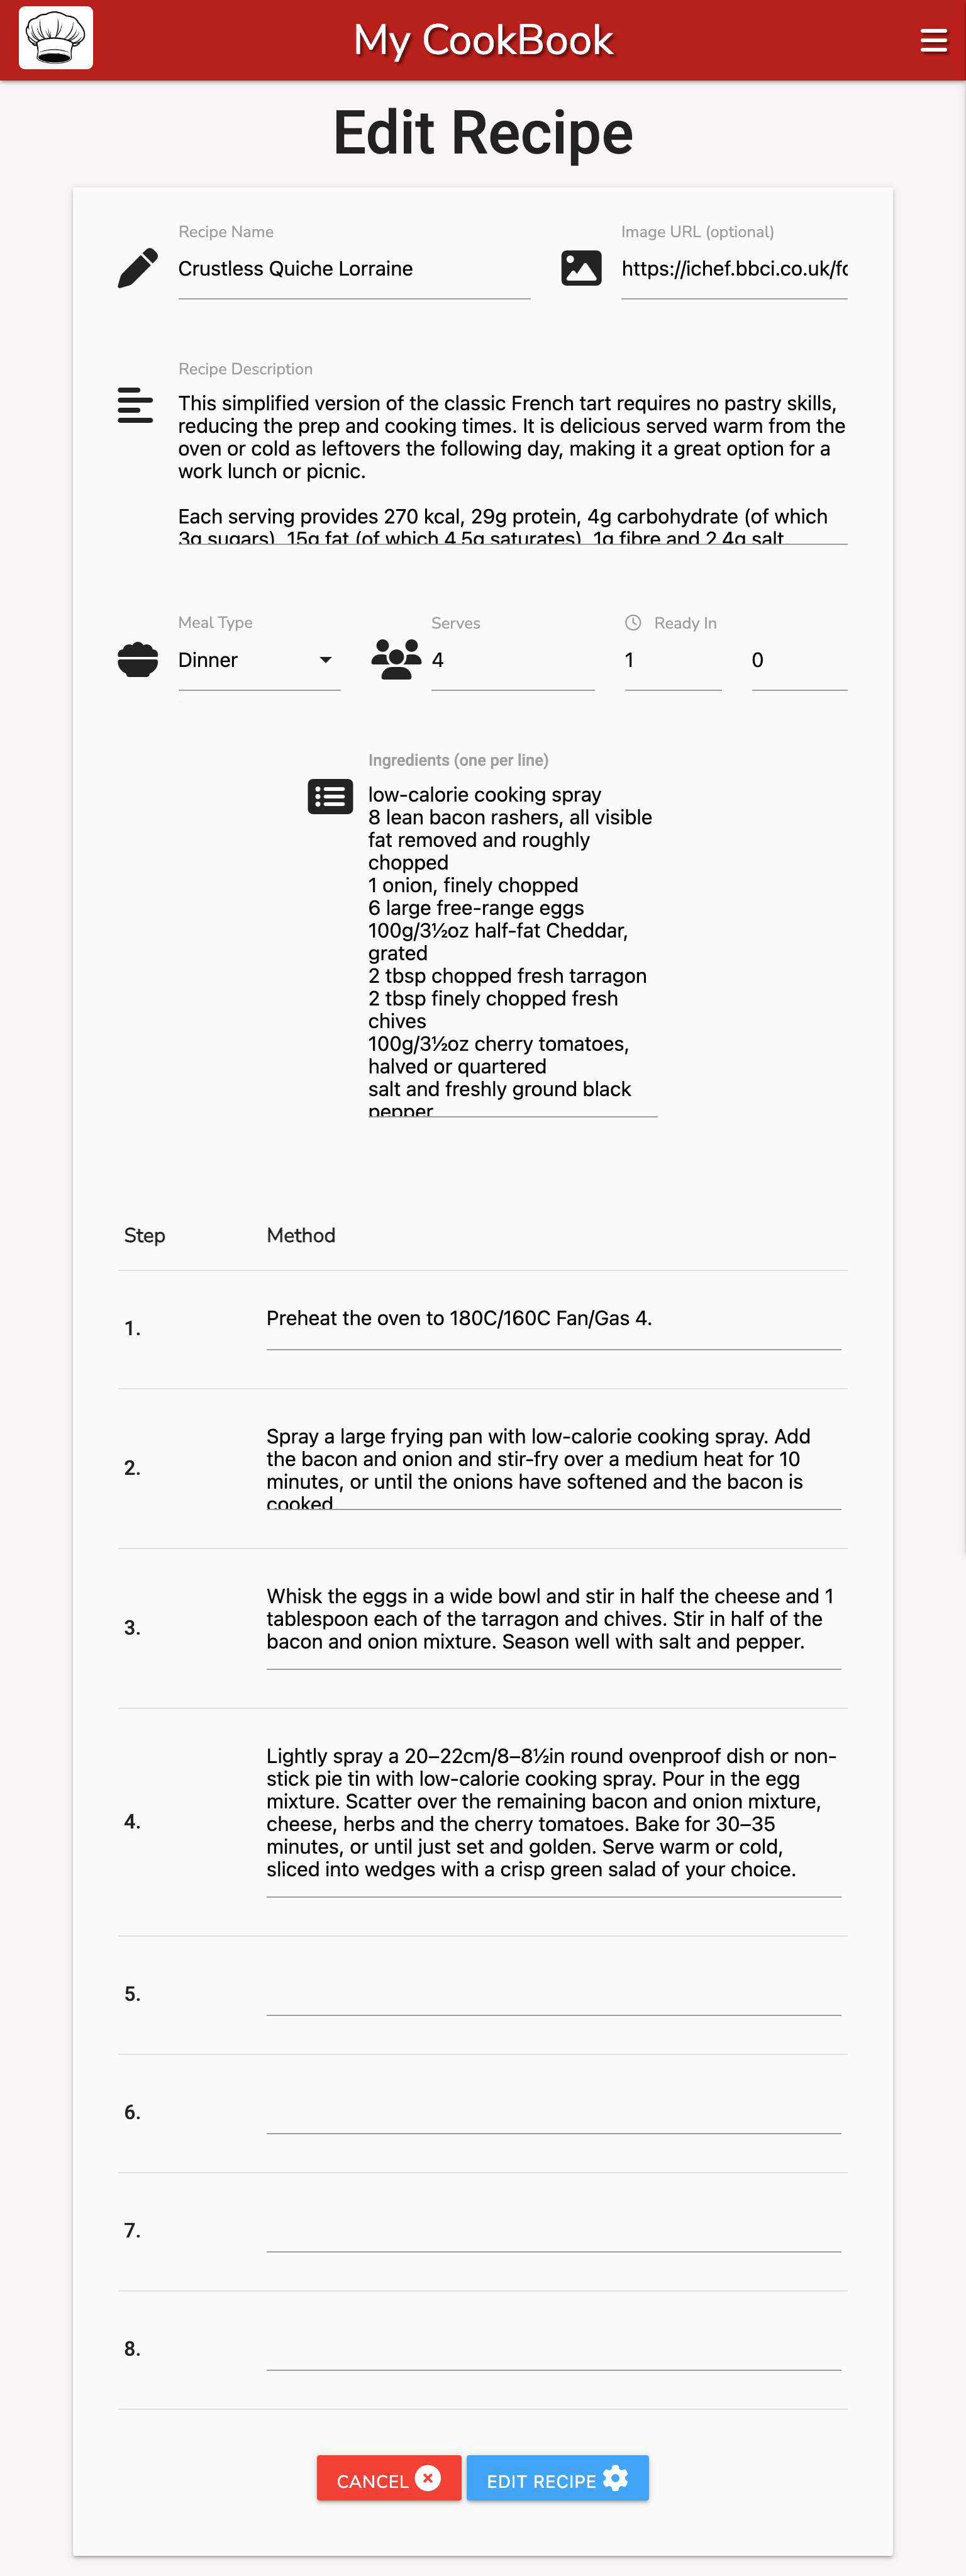 My CookBook
Edit Recipe
Recipe Name
Crustless Quiche Lorraine
Image URL (optional)
https://ichef.bbci.co.uk/fo
Recipe Description
This simplified version of the classic French tart requires no pastry skills,
reducing the prep and cooking times. It is delicious served warm from the
oven or cold as leftovers the following day, making it a great option for a
work lunch or picnic.
Each serving provides 270 kcal, 29g protein, 4g carbohydrate (of which
3g sugars), 15g fat (of which 4.5g saturates), 1g fibre and 2.4g salt
Meal Type
Dinner
Serves
4
Ready In
1
0
Ingredients (one per line)
low-calorie cooking spray
8 lean bacon rashers, all visible
fat removed and roughly
chopped
1 onion, finely chopped
6 large free-range eggs
100g/3½oz half-fat Cheddar,
grated
2 tbsp chopped fresh tarragon
2 tbsp finely chopped fresh
chives
100g/3½oz cherry tomatoes,
halved or quartered
salt and freshly ground black
pepper
Step
Method
1.
Preheat the oven to 180C/160C Fan/Gas 4.
2.
Spray a large frying pan with low-calorie cooking spray. Add
the bacon and onion and stir-fry over a medium heat for 10
minutes, or until the onions have softened and the bacon is
cooked
3.
Whisk the eggs in a wide bowl and stir in half the cheese and 1
tablespoon each of the tarragon and chives. Stir in half of the
bacon and onion mixture. Season well with salt and pepper.
4.
Lightly spray a 20–22cm/8–8½in round ovenproof dish or non-
stick pie tin with low-calorie cooking spray. Pour in the egg
mixture. Scatter over the remaining bacon and onion mixture,
cheese, herbs and the cherry tomatoes. Bake for 30–35
minutes, or until just set and golden. Serve warm or cold,
sliced into wedges with a crisp green salad of your choice.
5.
6.
7.
8.
CANCEL
EDIT RECIPE